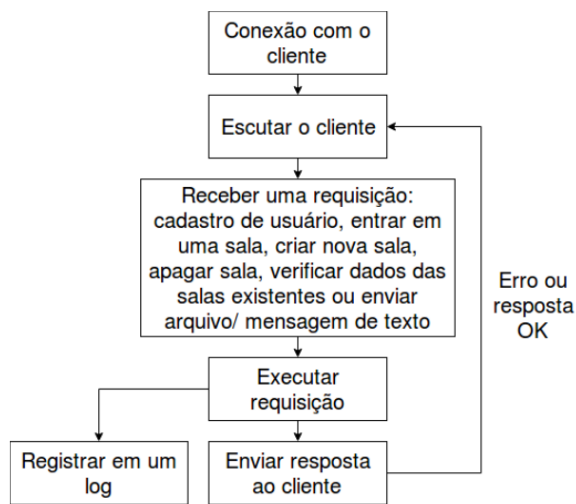 Conexão com o
cliente
Escutar o cliente
Receber uma requisição:
cadastro de usuário, entrar em
uma sala, criar nova sala,
apagar sala, verificar dados das
salas existentes ou enviar
arquivo/ mensagem de texto
Erro ou
resposta
OK
Executar
requisição
Registrar em um
log
Enviar resposta
ao cliente